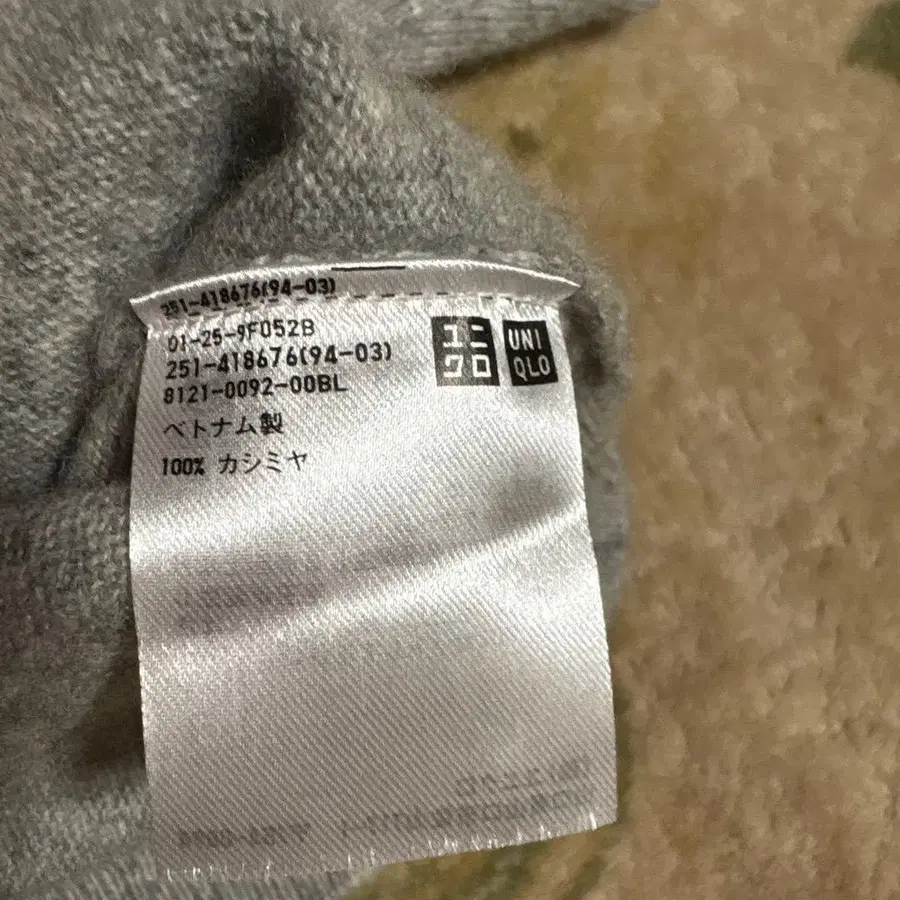 251-418676(94-03)
01-25-9F052B
251-418676(94-03)
8121-0092-00BL
ベトナム製
100% カシミヤ
ユニ
クロ
UNI
QLO